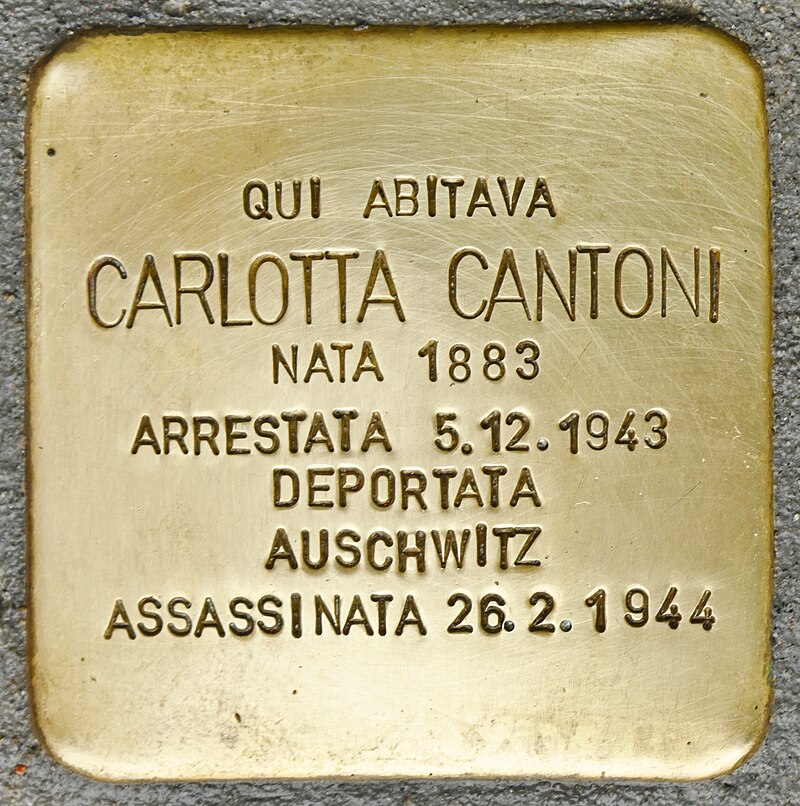 QUI ABITAVA
CARLOTTA CANTONI
NATA 1883
ARRESTATA 5.12.1943
DEPORTATA
AUSCHWITZ
ASSASSINATA 26.2.1944